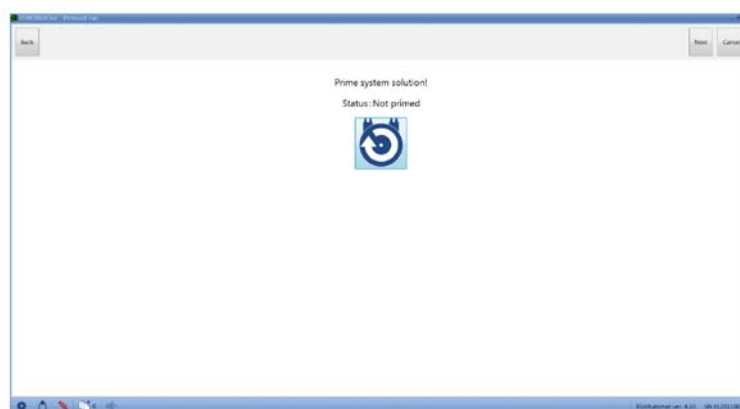 Back
Next
Cancel
Prime system solution!
Status: Not primed